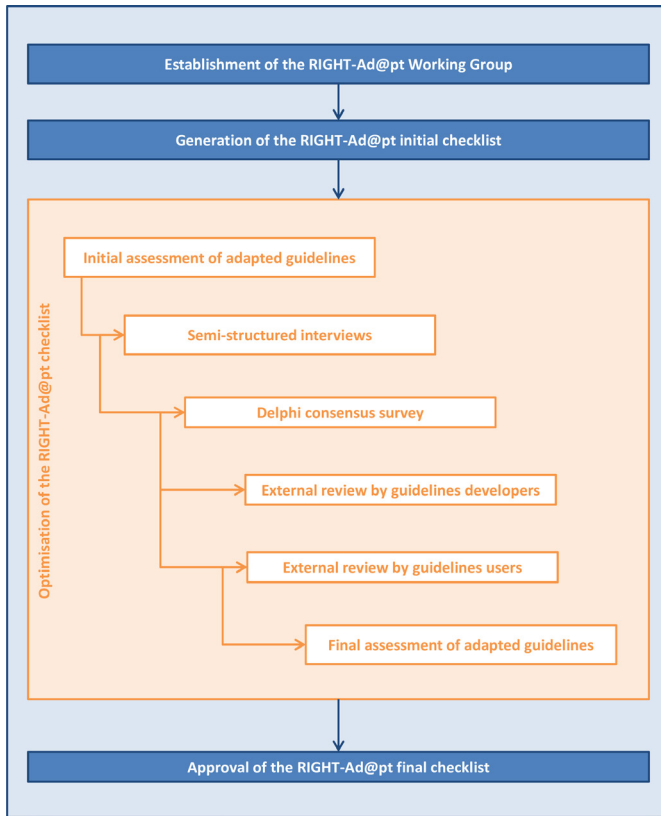 Establishment of the RIGHT-Ad@pt Working Group
Generation of the RIGHT-Ad@pt initial checklist
Optimisation of the RIGHT-Ad@pt checklist
Initial assessment of adapted guidelines
Semi-structured interviews
Delphi consensus survey
External review by guidelines developers
External review by guidelines users
Final assessment of adapted guidelines
Approval of the RIGHT-Ad@pt final checklist